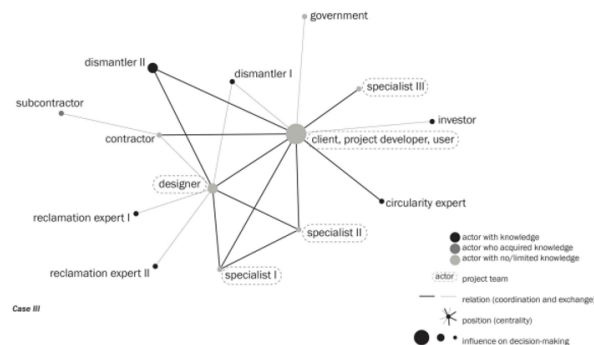 government
dismantler II
dismantler I
specialist III
subcontractor
investor
contractor
client, project developer, user
designer
circularity expert
reclamation expert I
specialist II
reclamation expert II
specialist I
actor with knowledge
actor who acquired knowledge
actor with no/limited knowledge
actor project team
relation (coordination and exchange
position (centrality)
influence on decision-making
Case III